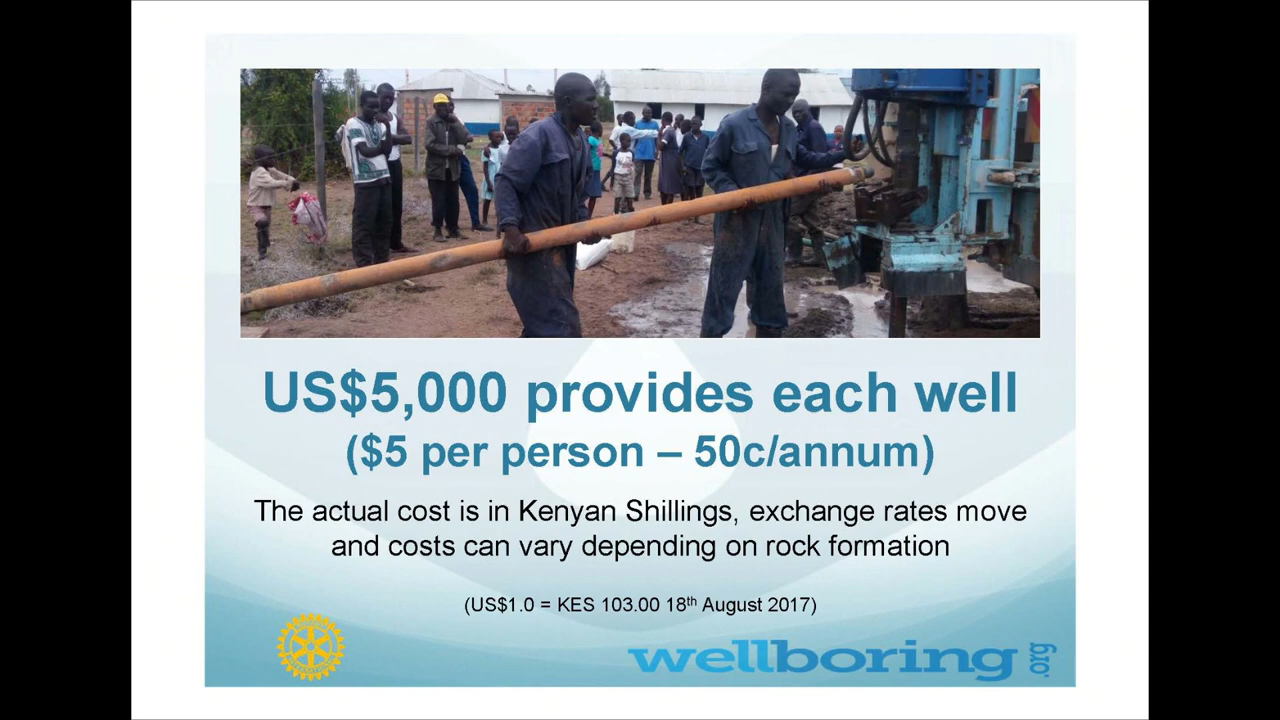 US$5,000 provides each well
($5 per person – 50c/annum)
The actual cost is in Kenyan Shillings, exchange rates move
and costs can vary depending on rock formation
(US$1.0 = KES 103.00 18th August 2017)
wellboring.org